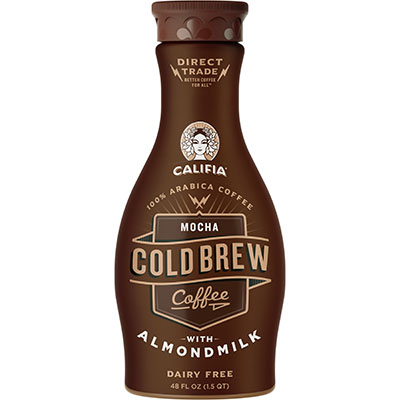 DIRECT
TRADE
BETTER COFFEE
FOR ALL™
CALIFIA
100% ARABICA COFFEE
MOCHA
COLD BREW
Coffee
WITH
ALMONDMILK
DAIRY FREE
48 FL OZ (1.5 QT)